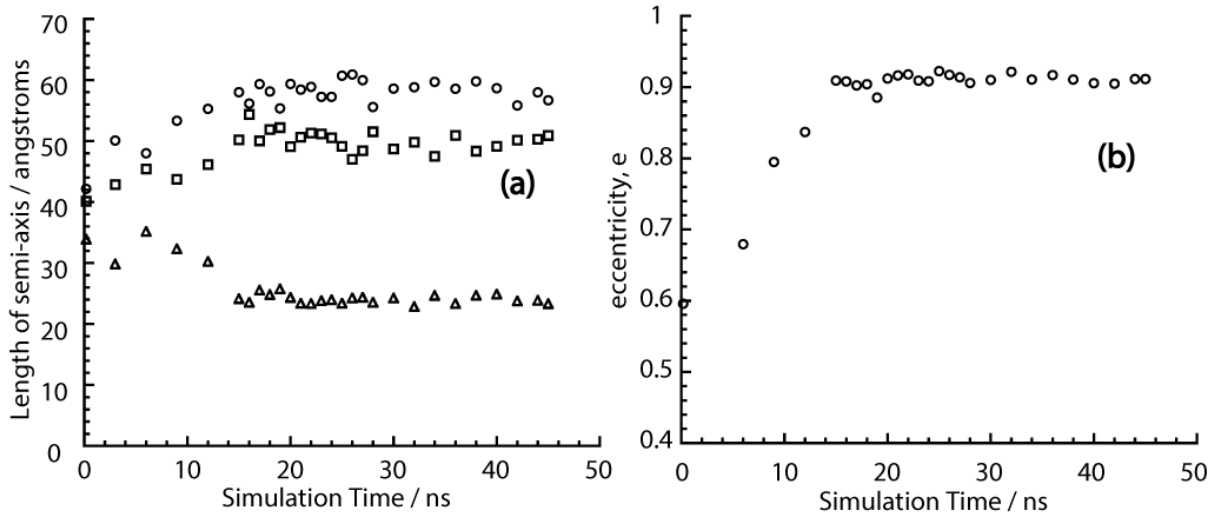 Length of semi-axis / angstroms
70
60
50
40
30
20
10
0
(a)
0 10 20 30 40 50
Simulation Time / ns
eccentricity, e
1
0.9
0.8
0.7
0.6
0.5
0.4
(b)
0 10 20 30 40 50
Simulation Time / ns